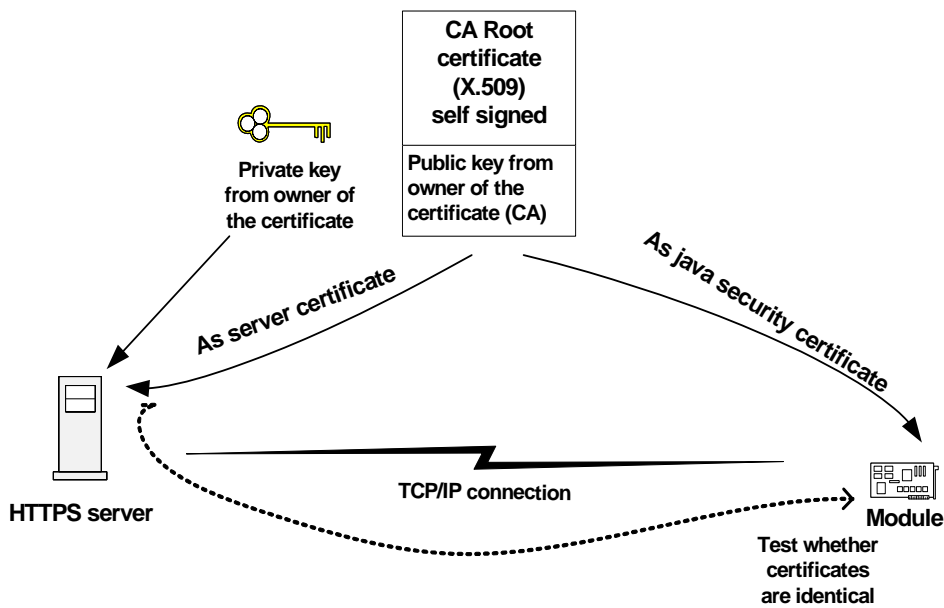 CA Root
certificate
(X.509)
self signed
Public key from
owner of the
certificate (CA)
Private key
from owner of
the certificate
As server certificate
As java security certificate
HTTPS server
TCP/IP connection
Module
Test whether
certificates
are identical